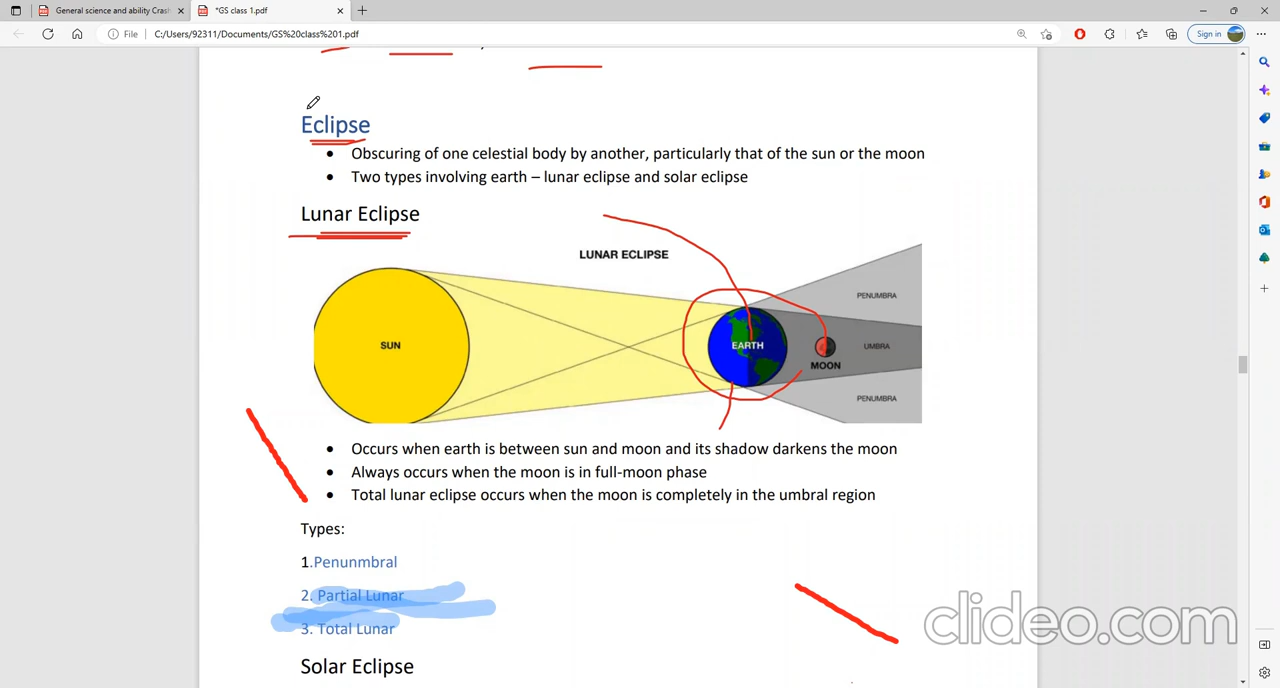 General science and ability Crash
*GS class 1.pdf
File
C:/Users/92311/Documents/GS%20class%201.pdf
Sign in
Eclipse
• Obscuring of one celestial body by another, particularly that of the sun or the moon
• Two types involving earth – lunar eclipse and solar eclipse
Lunar Eclipse
LUNAR ECLIPSE
PENUMBRA
SUN
EARTH
UMBRA
MOON
PENUMBRA
• Occurs when earth is between sun and moon and its shadow darkens the moon
• Always occurs when the moon is in full-moon phase
• Total lunar eclipse occurs when the moon is completely in the umbral region
Types:
1.Penunmbral
2. Partial Lunar
3. Total Lunar
Solar Eclipse
clideo.com